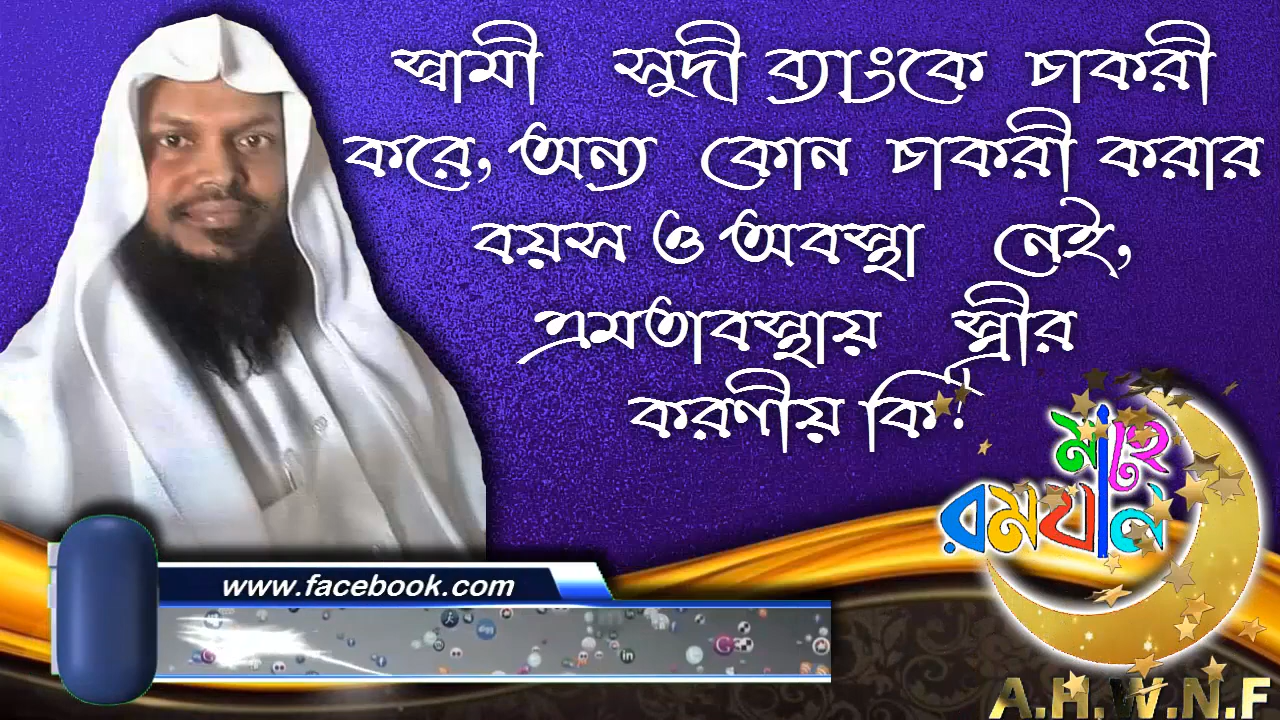 স্বামী সুদী ব্যাংকে চাকরী
করে, অন্য কোন চাকরী করার
বয়স ও অবস্থা নেই,
এমতাবস্থায় স্ত্রীর
করণীয় কি?
মাহে
রমযান
www.facebook.com
A.H.W.N.F